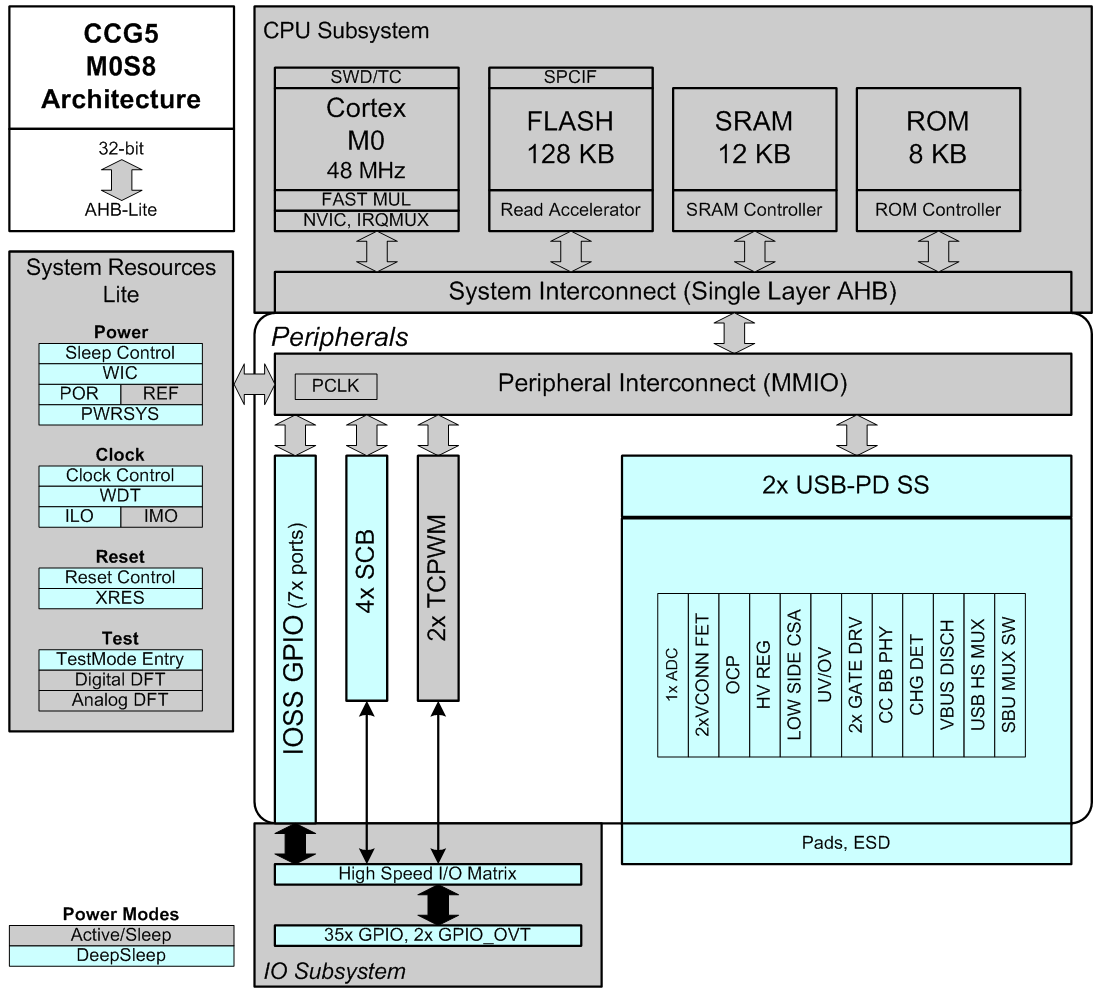 CCG5
M0S8
Architecture
32-bit
AHB-Lite
CPU Subsystem
SWD/TC
Cortex
M0
48 MHz
FAST MUL
NVIC, IRQMUX
SPCIF
FLASH
128 KB
Read Accelerator
SRAM
12 KB
SRAM Controller
ROM
8 KB
ROM Controller
System Interconnect (Single Layer AHB)
System Resources
Lite
Power
Sleep Control
WIC
POR
REF
PWRSYS
Clock
Clock Control
WDT
ILO
IMO
Reset
Reset Control
XRES
Test
TestMode Entry
Digital DFT
Analog DFT
Peripherals
PCLK
Peripheral Interconnect (MMIO)
IOSS GPIO (7x ports)
4x SCB
2x TCPWM
2x USB-PD SS
1x ADC
2xVCONN FET
OCP
HV REG
LOW SIDE CSA
UV/OV
2x GATE DRV
CC BB PHY
CHG DET
VBUS DISCH
USB HS MUX
SBU MUX SW
Pads, ESD
High Speed I/O Matrix
35x GPIO, 2x GPIO_OVT
IO Subsystem
Power Modes
Active/Sleep
DeepSleep